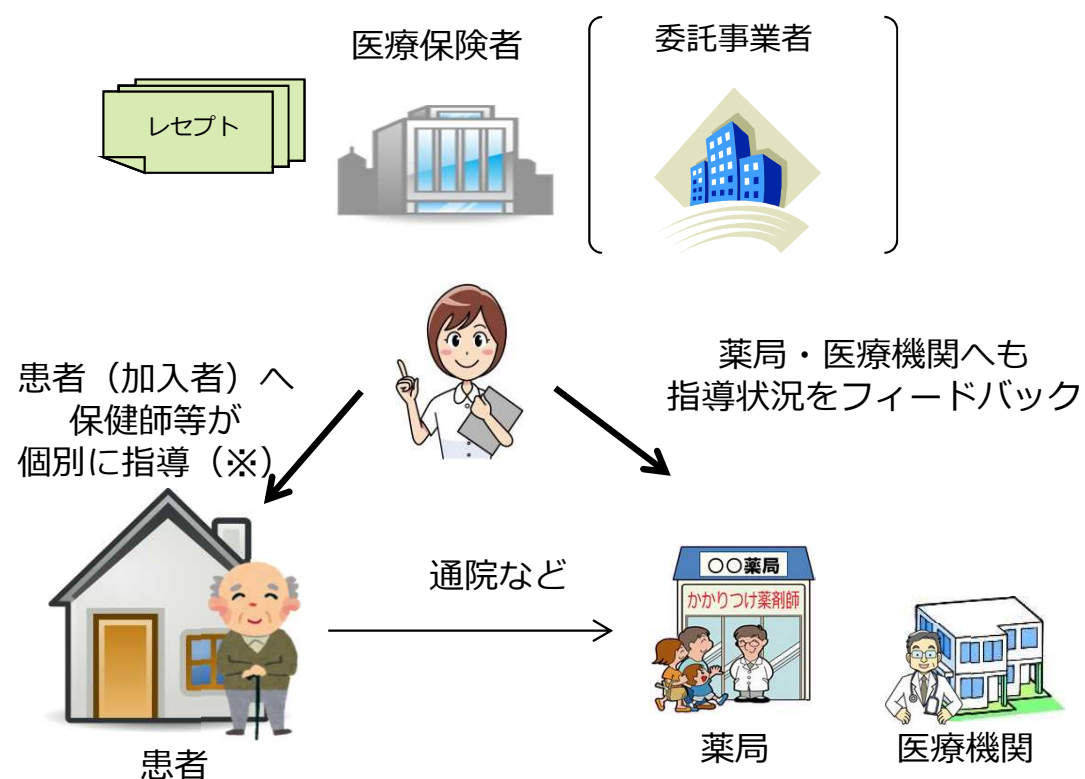 医療保険者
委託事業者
レセプト
患者（加入者）へ
保健師等が
個別に指導（※）
薬局・医療機関へも
指導状況をフィードバック
通院など
○○薬局
かかりつけ薬剤師
患者
薬局
医療機関